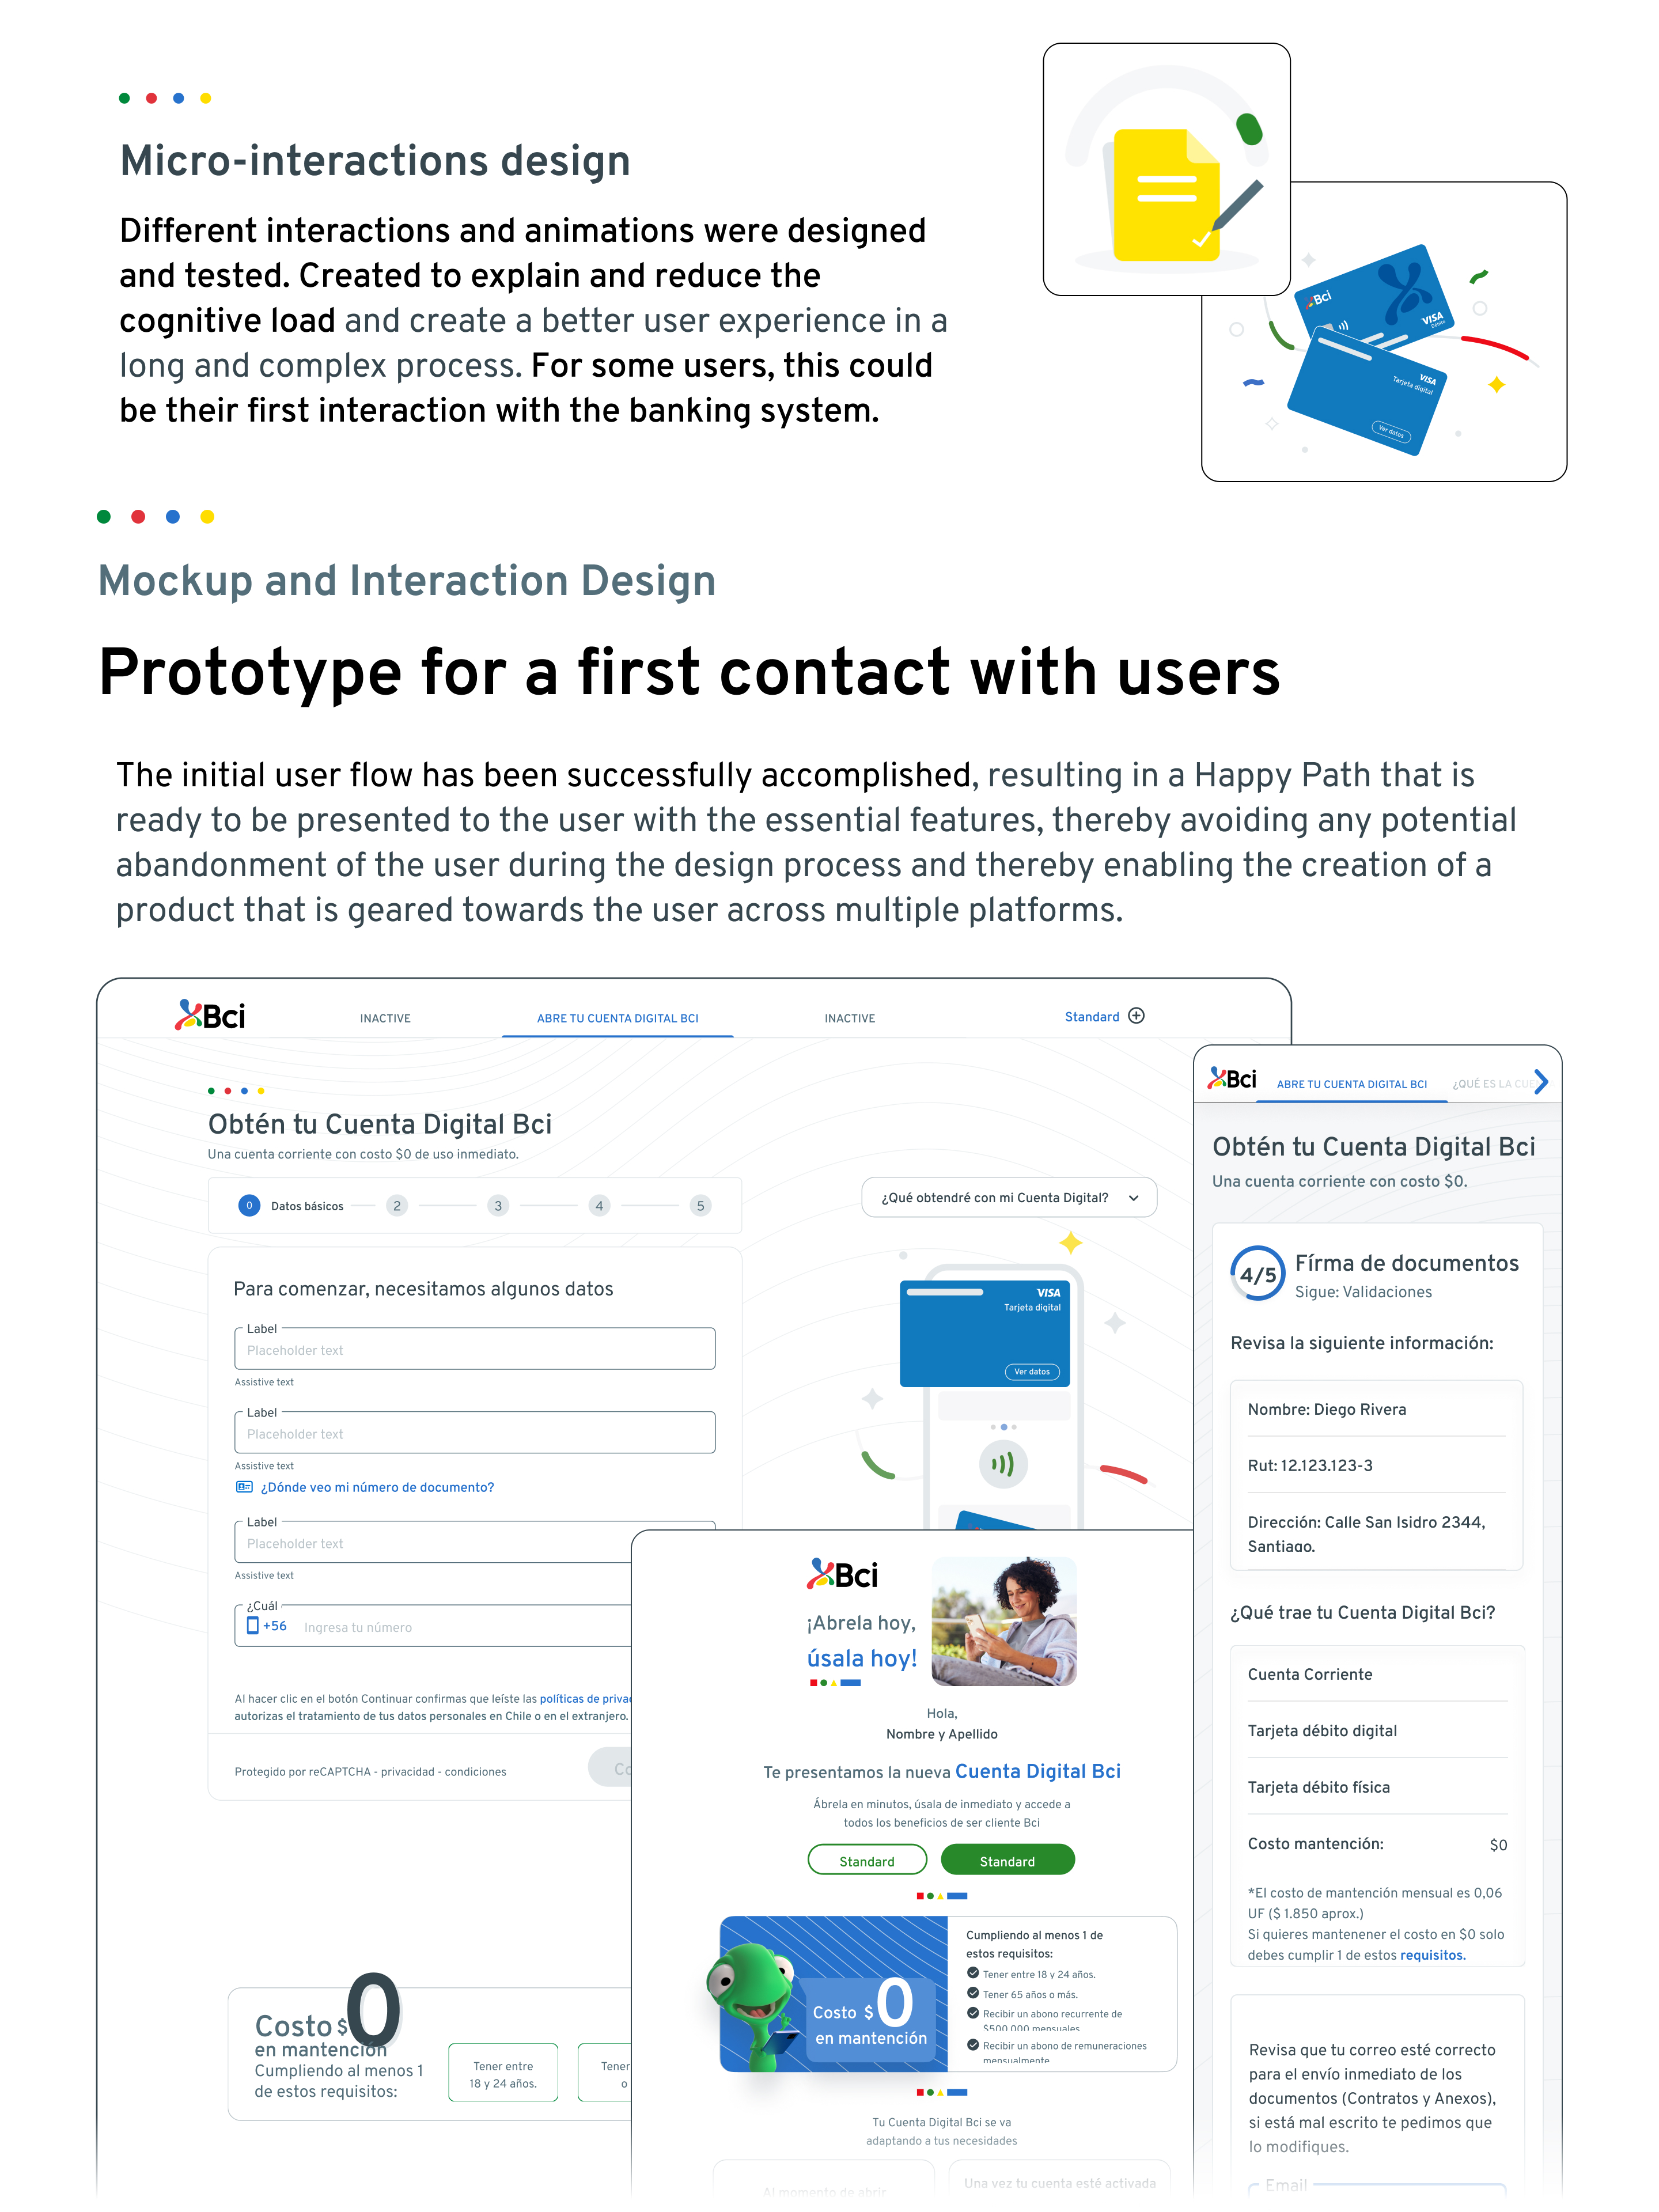 Micro-interactions design
Different interactions and animations were designed
and tested. Created to explain and reduce the
cognitive load and create a better user experience in a
long and complex process. For some users, this could
be their first interaction with the banking system.
Bci
VISA
Débito
VISA
Tarjeta digital
Ver datos
Mockup and Interaction Design
Prototype for a first contact with users
The initial user flow has been successfully accomplished, resulting in a Happy Path that is
ready to be presented to the user with the essential features, thereby avoiding any potential
abandonment of the user during the design process and thereby enabling the creation of a
product that is geared towards the user across multiple platforms.
Bci
INACTIVE
ABRE TU CUENTA DIGITAL BCI
INACTIVE
Standard
Obtén tu Cuenta Digital Bci
Una cuenta corriente con costo $0 de uso inmediato.
0 Datos básicos 2 3 4 5
¿Qué obtendré con mi Cuenta Digital?
Para comenzar, necesitamos algunos datos
Label
Placeholder text
Assistive text
Label
Placeholder text
Assistive text
¿Dónde veo mi número de documento?
Label
Placeholder text
Assistive text
¿Cuál
+56 Ingresa tu número
Al hacer clic en el botón Continuar confirmas que leíste las políticas de privac
autorizas el tratamiento de tus datos personales en Chile o en el extranjero.
Protegido por reCAPTCHA - privacidad - condiciones
Co
VISA
Tarjeta digital
Ver datos
Costo $0
en mantención
Cumpliendo al menos 1
de estos requisitos:
Tener entre
18 y 24 años.
Tener
o
Bci
¡Abrela hoy,
úsala hoy!
Hola,
Nombre y Apellido
Te presentamos la nueva Cuenta Digital Bci
Ábrela en minutos, úsala de inmediato y accede a
todos los beneficios de ser cliente Bci
Standard
Standard
Costo $0
en mantención
Cumpliendo al menos 1 de
estos requisitos:
Tener entre 18 y 24 años.
Tener 65 años o más.
Recibir un abono recurrente de
$500.000 mensuales
Recibir un abono de remuneraciones
mensualmente
Tu Cuenta Digital Bci se va
adaptando a tus necesidades
Al momento de abrir
Una vez tu cuenta esté activada
Bci
ABRE TU CUENTA DIGITAL BCI
¿QUÉ ES LA CUEN
Obtén tu Cuenta Digital Bci
Una cuenta corriente con costo $0.
4/5
Fírma de documentos
Sigue: Validaciones
Revisa la siguiente información:
Nombre: Diego Rivera
Rut: 12.123.123-3
Dirección: Calle San Isidro 2344,
Santiago.
¿Qué trae tu Cuenta Digital Bci?
Cuenta Corriente
Tarjeta débito digital
Tarjeta débito física
Costo mantención: $0
*El costo de mantención mensual es 0,06
UF ($ 1.850 aprox.)
Si quieres mantenener el costo en $0 solo
debes cumplir 1 de estos requisitos.
Revisa que tu correo esté correcto
para el envío inmediato de los
documentos (Contratos y Anexos),
si está mal escrito te pedimos que
lo modifiques.
Email